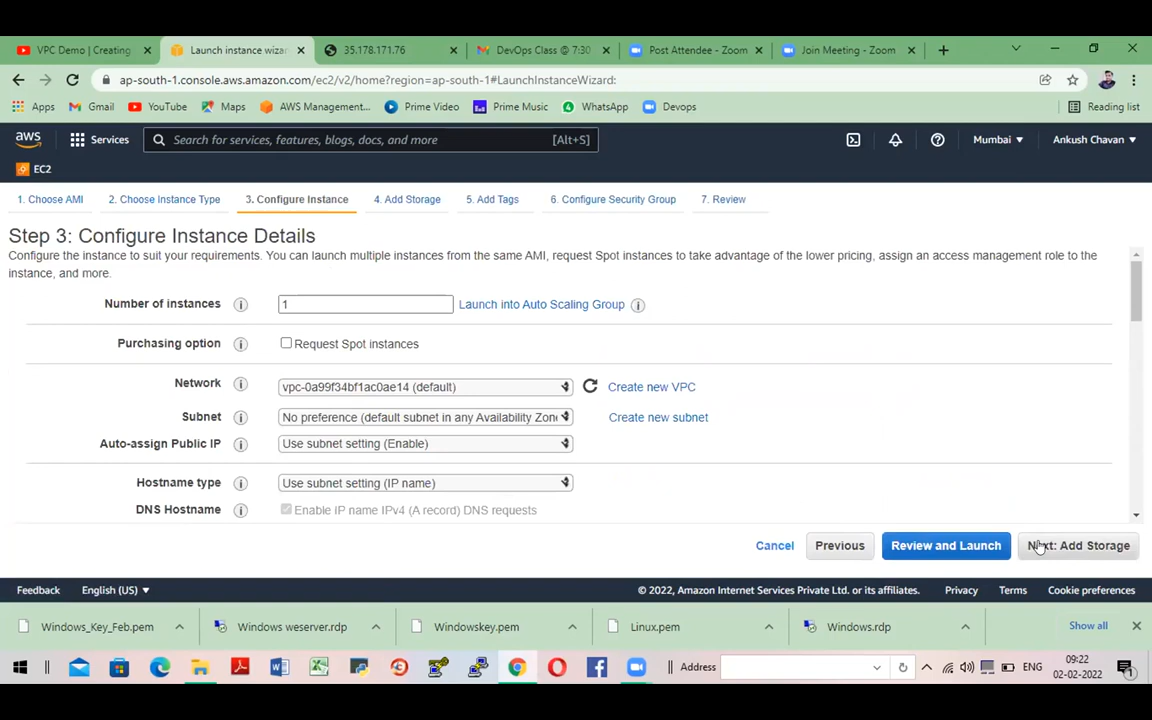 VPC Demo | Creating
Launch instance wizar
35.178.171.76
DevOps Class @ 7:30
Post Attendee - Zoom
Join Meeting - Zoom
ap-south-1.console.aws.amazon.com/ec2/v2/home?region=ap-south-1#LaunchInstanceWizard:
Apps Gmail YouTube Maps AWS Management... Prime Video Prime Music WhatsApp Devops Reading list
aws Services Search for services, features, blogs, docs, and more [Alt+S] Mumbai Ankush Chavan
EC2
1. Choose AMI 2. Choose Instance Type 3. Configure Instance 4. Add Storage 5. Add Tags 6. Configure Security Group 7. Review
Step 3: Configure Instance Details
Configure the instance to suit your requirements. You can launch multiple instances from the same AMI, request Spot instances to take advantage of the lower pricing, assign an access management role to the
instance, and more.
Number of instances 1 Launch into Auto Scaling Group
Purchasing option Request Spot instances
Network vpc-0a99f34bf1ac0ae14 (default) Create new VPC
Subnet No preference (default subnet in any Availability Zone Create new subnet
Auto-assign Public IP Use subnet setting (Enable)
Hostname type Use subnet setting (IP name)
DNS Hostname Enable IP name IPv4 (A record) DNS requests
Cancel Previous Review and Launch Next: Add Storage
Feedback English (US) © 2022, Amazon Internet Services Private Ltd. or its affiliates. Privacy Terms Cookie preferences
Windows_Key_Feb.pem Windows weserver.rdp Windowskey.pem Linux.pem Windows.rdp Show all
Address ENG 09:22
02-02-2022